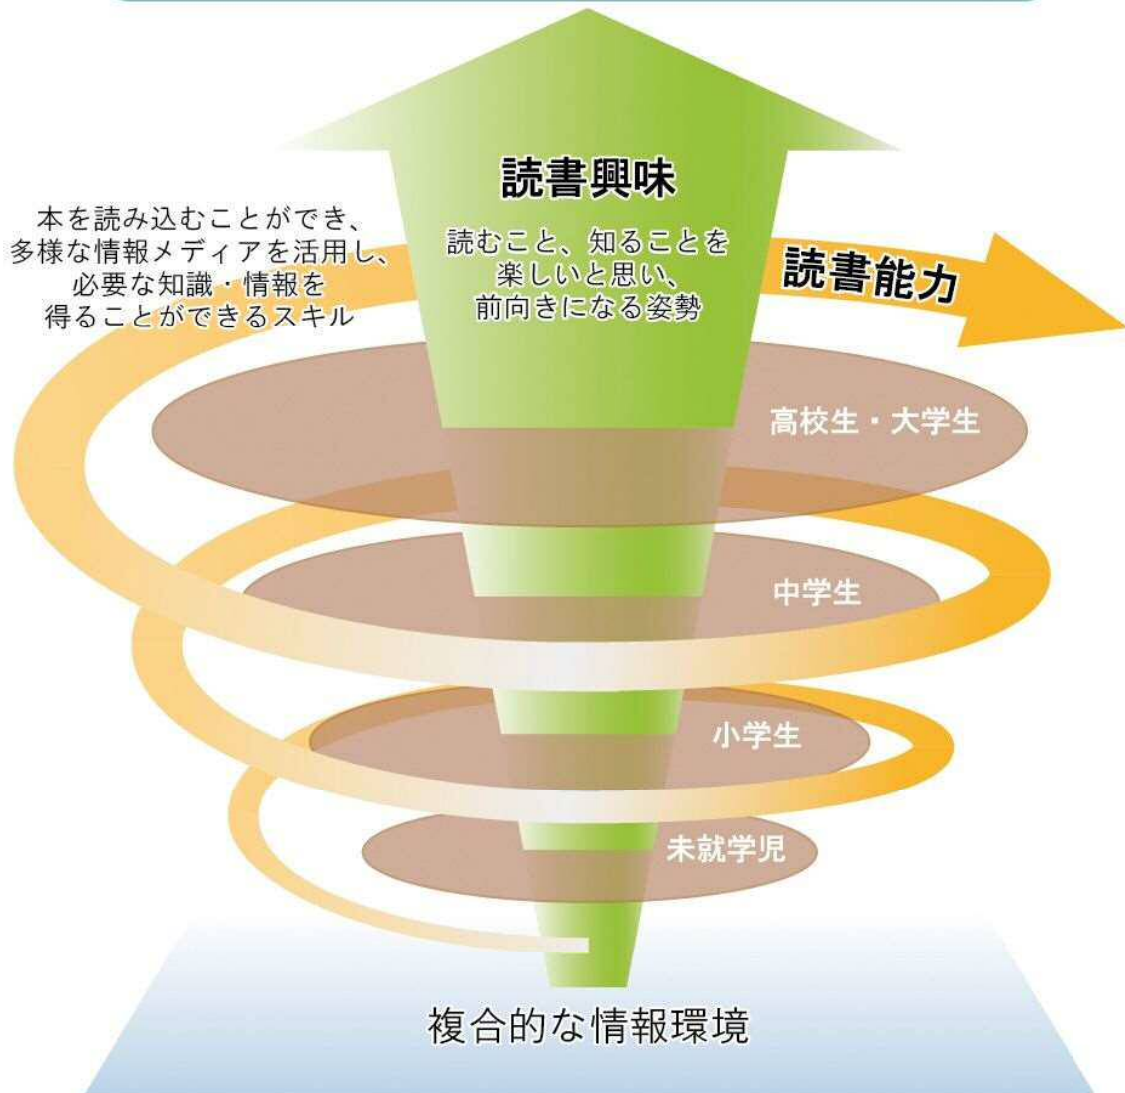 読書興味
読むこと、知ることを
楽しいと思い、
前向きになる姿勢
本を読み込むことができ、
多様な情報メディアを活用し、
必要な知識・情報を
得ることができるスキル
読書能力
高校生・大学生
中学生
小学生
未就学児
複合的な情報環境